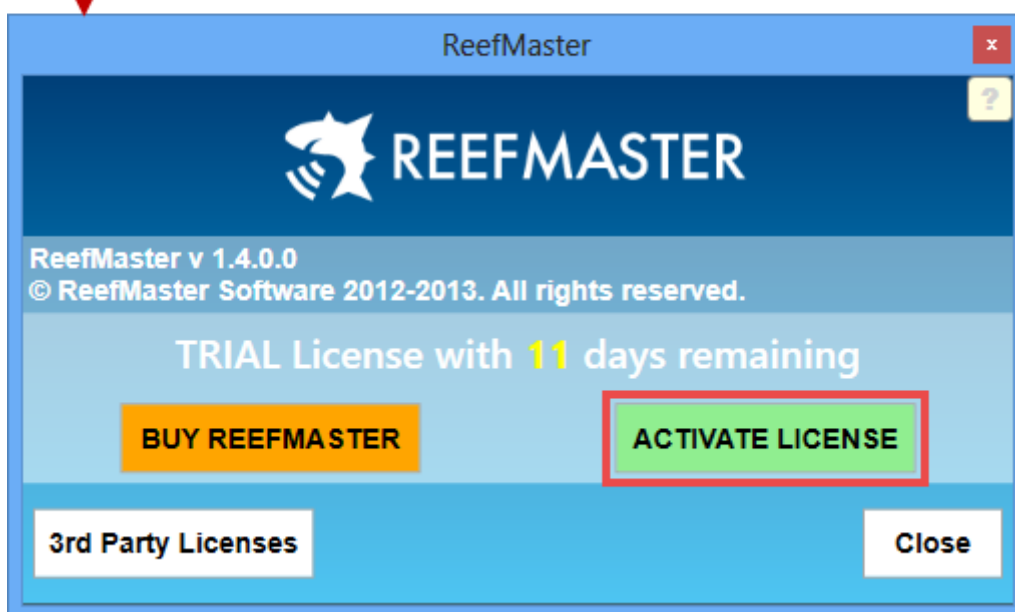 ReefMaster
x
?
REEFMASTER
ReefMaster v 1.4.0.0
© ReefMaster Software 2012-2013. All rights reserved.
TRIAL License with 11 days remaining
BUY REEFMASTER
ACTIVATE LICENSE
3rd Party Licenses
Close